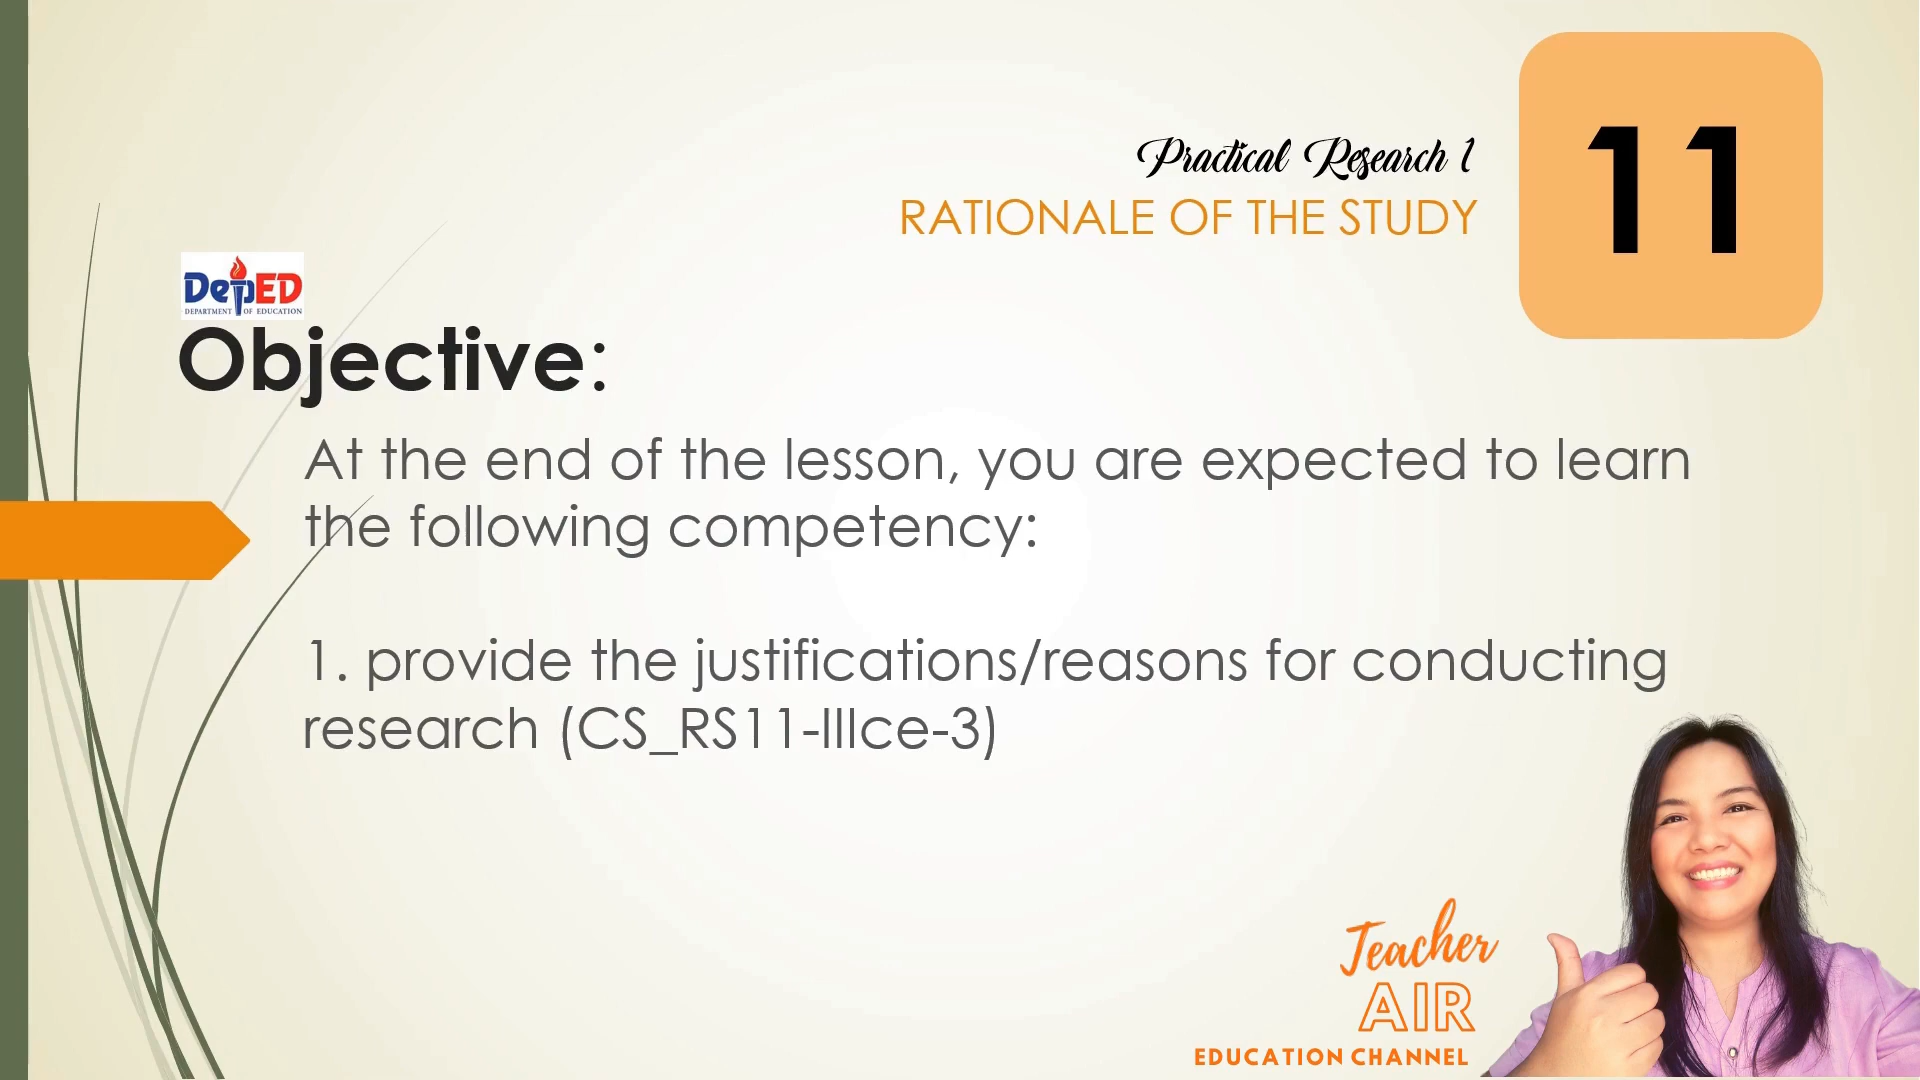 Practical Research 1
RATIONALE OF THE STUDY
11
DepED
DEPARTMENT OF EDUCATION
Objective:
At the end of the lesson, you are expected to learn
the following competency:
1. provide the justifications/reasons for conducting
research (CS_RS11-IIIce-3)
Teacher
AIR
EDUCATION CHANNEL